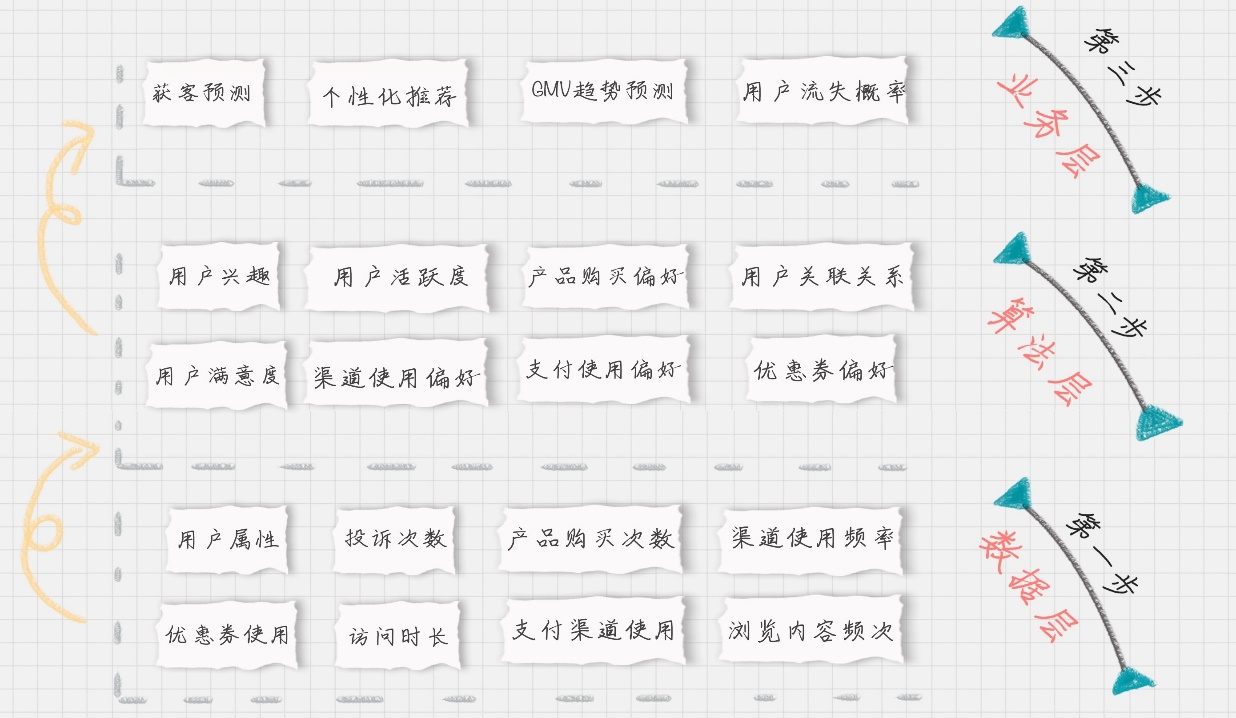 获客预测
个性化推荐
GMV趋势预测
用户流失概率
第三步
业务层
用户兴趣
用户活跃度
产品购买偏好
用户关联关系
用户满意度
渠道使用偏好
支付使用偏好
优惠券偏好
第二步
算法层
用户属性
投诉次数
产品购买次数
渠道使用频率
优惠券使用
访问时长
支付渠道使用
浏览内容频次
第一步
数据层